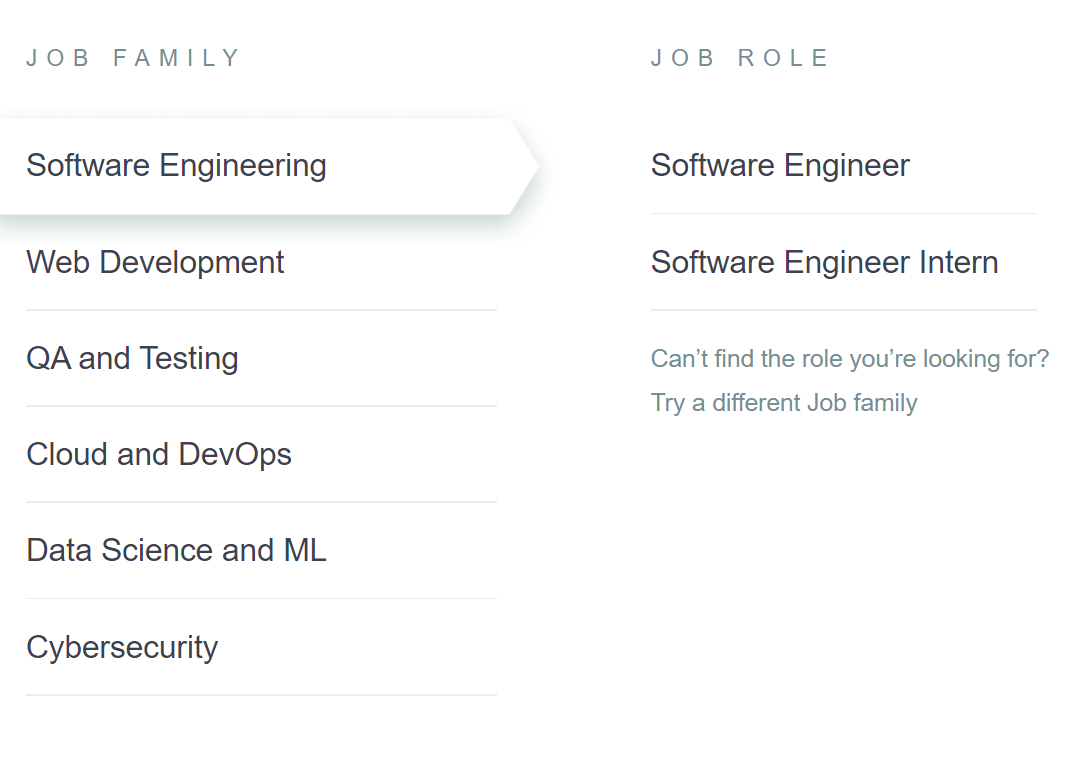 JOB FAMILY
Software Engineering
Web Development
QA and Testing
Cloud and DevOps
Data Science and ML
Cybersecurity
JOB ROLE
Software Engineer
Software Engineer Intern
Can’t find the role you’re looking for?
Try a different Job family